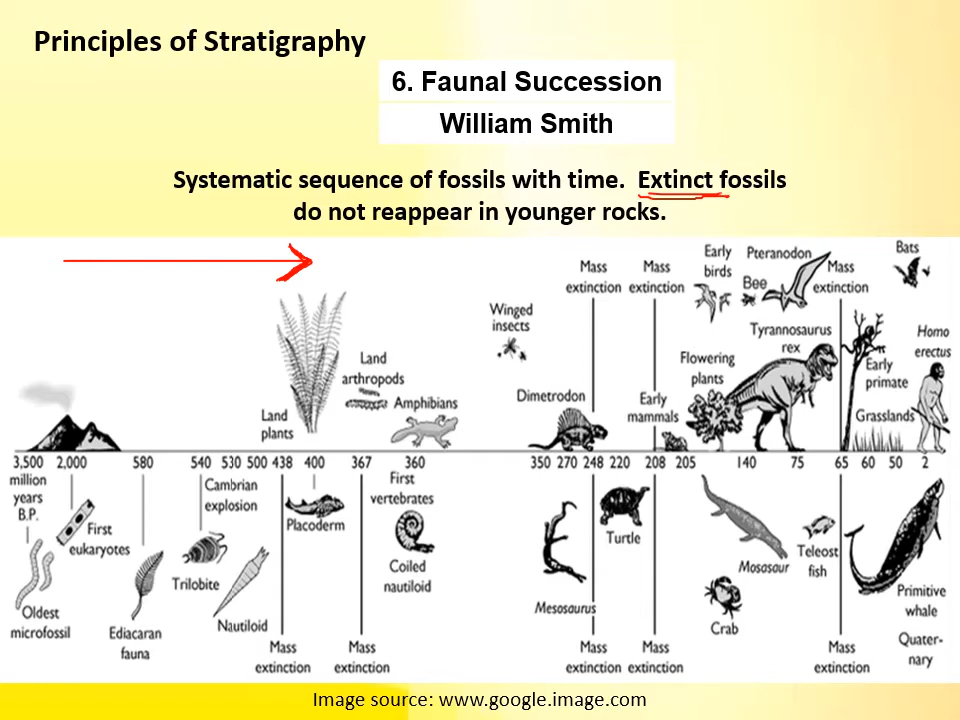 Principles of Stratigraphy
6. Faunal Succession
William Smith
Systematic sequence of fossils with time. Extinct fossils
do not reappear in younger rocks.
Early
birds
Pteranodon
Bats
Mass
extinction
Mass
extinction
Bee
Mass
extinction
Winged
insects
Tyrannosaurus
rex
Homo
erectus
Land
arthropods
Flowering
plants
Early
primate
Dimetrodon
Early
mammals
Land
plants
Amphibians
Grasslands
3,500 2,000 580 540 530 500 438 400 367 360 350 270 248 220 208 205 140 75 65 60 50 2
million
years
B.P.
Cambrian
explosion
First
vertebrates
First
eukaryotes
Placoderm
Turtle
Teleost
fish
Mosasaur
Coiled
nautiloid
Trilobite
Oldest
microfossil
Mesosaurus
Primitive
whale
Ediacaran
fauna
Nautiloid
Crab
Mass
extinction
Mass
extinction
Mass
extinction
Mass
extinction
Mass
extinction
Quater-
nary
Image source: www.google.image.com